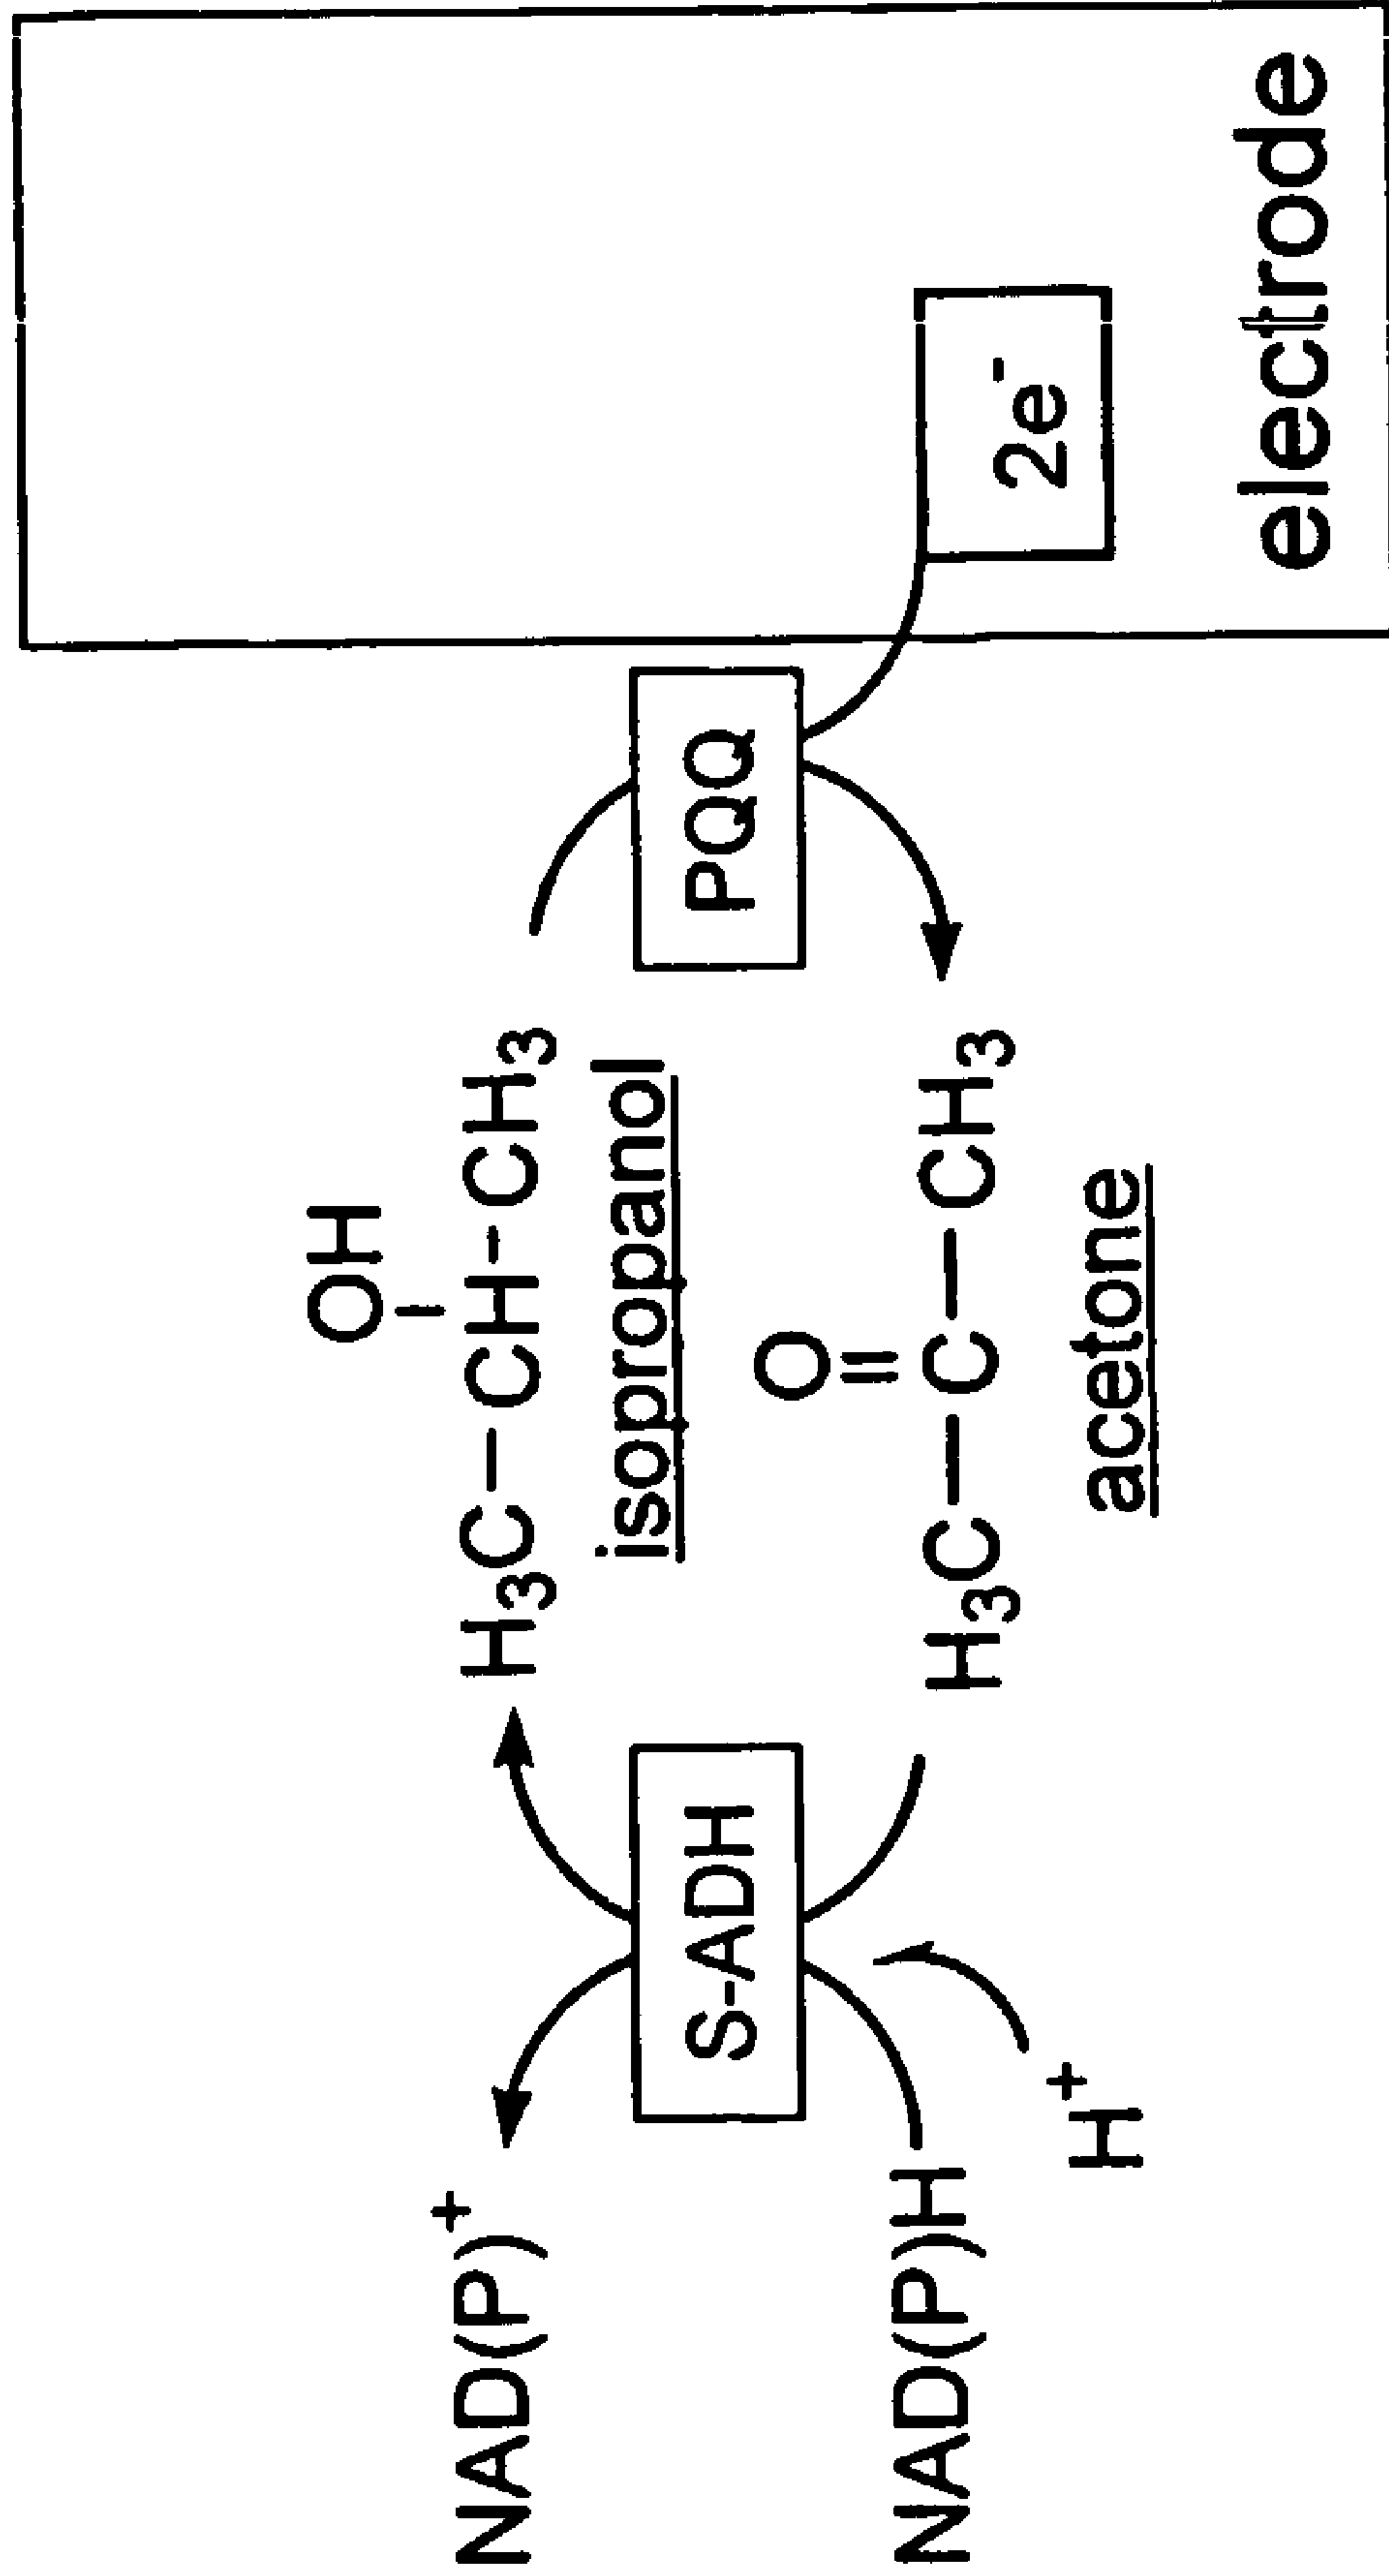 OH
NAD(P)+
H3C–CH-CH3
isopropanol
S-ADH
PQQ
O
NAD(P)H
H3C–C–CH3
2e-
H+
acetone
electrode